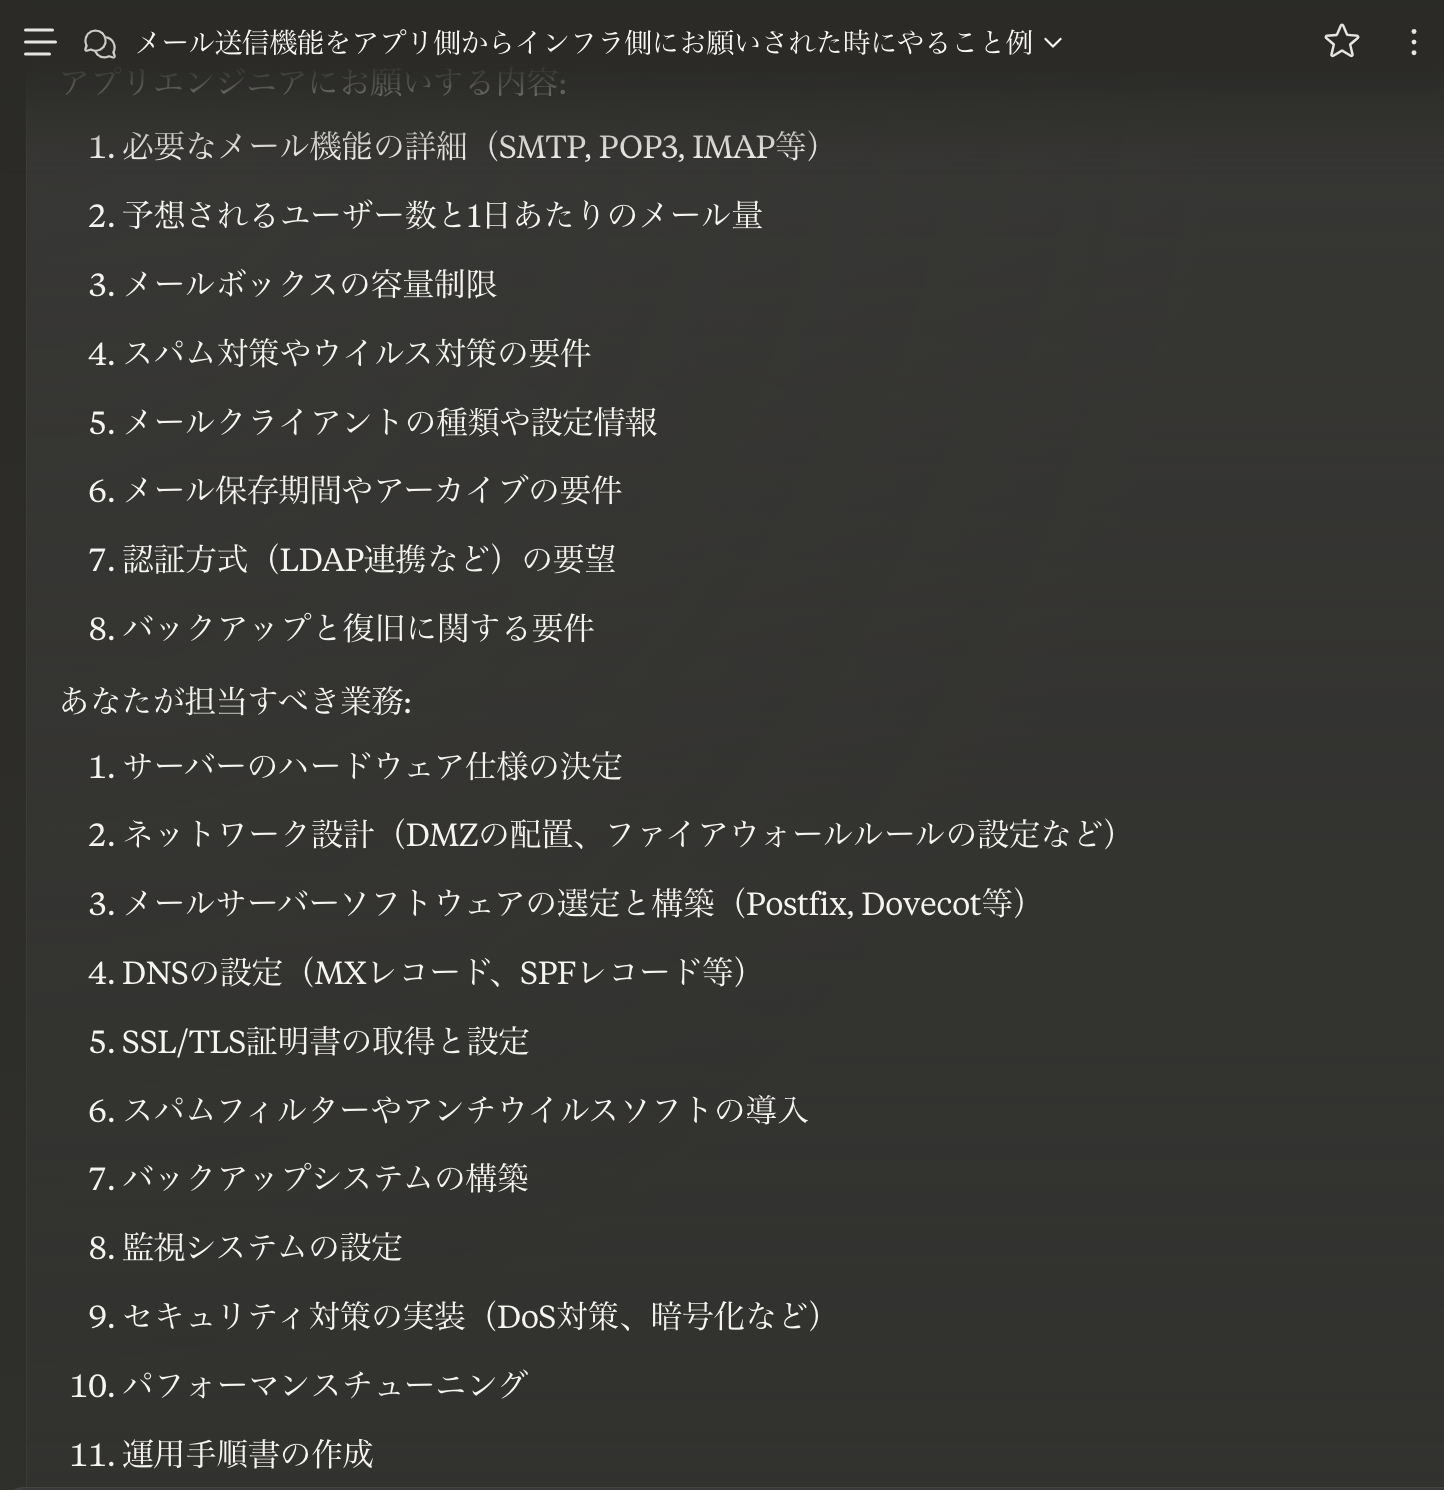 メール送信機能をアプリ側からインフラ側にお願いされた時にやること例
アプリエンジニアにお願いする内容:
1. 必要なメール機能の詳細（SMTP, POP3, IMAP等）
2. 予想されるユーザー数と1日あたりのメール量
3. メールボックスの容量制限
4. スパム対策やウイルス対策の要件
5. メールクライアントの種類や設定情報
6. メール保存期間やアーカイブの要件
7. 認証方式（LDAP連携など）の要望
8. バックアップと復旧に関する要件
あなたが担当すべき業務:
1. サーバーのハードウェア仕様の決定
2. ネットワーク設計（DMZの配置、ファイアウォールルールの設定など）
3. メールサーバーソフトウェアの選定と構築（Postfix, Dovecot等）
4. DNSの設定（MXレコード、SPFレコード等）
5. SSL/TLS証明書の取得と設定
6. スパムフィルターやアンチウイルスソフトの導入
7. バックアップシステムの構築
8. 監視システムの設定
9. セキュリティ対策の実装（DoS対策、暗号化など）
10. パフォーマンスチューニング
11. 運用手順書の作成